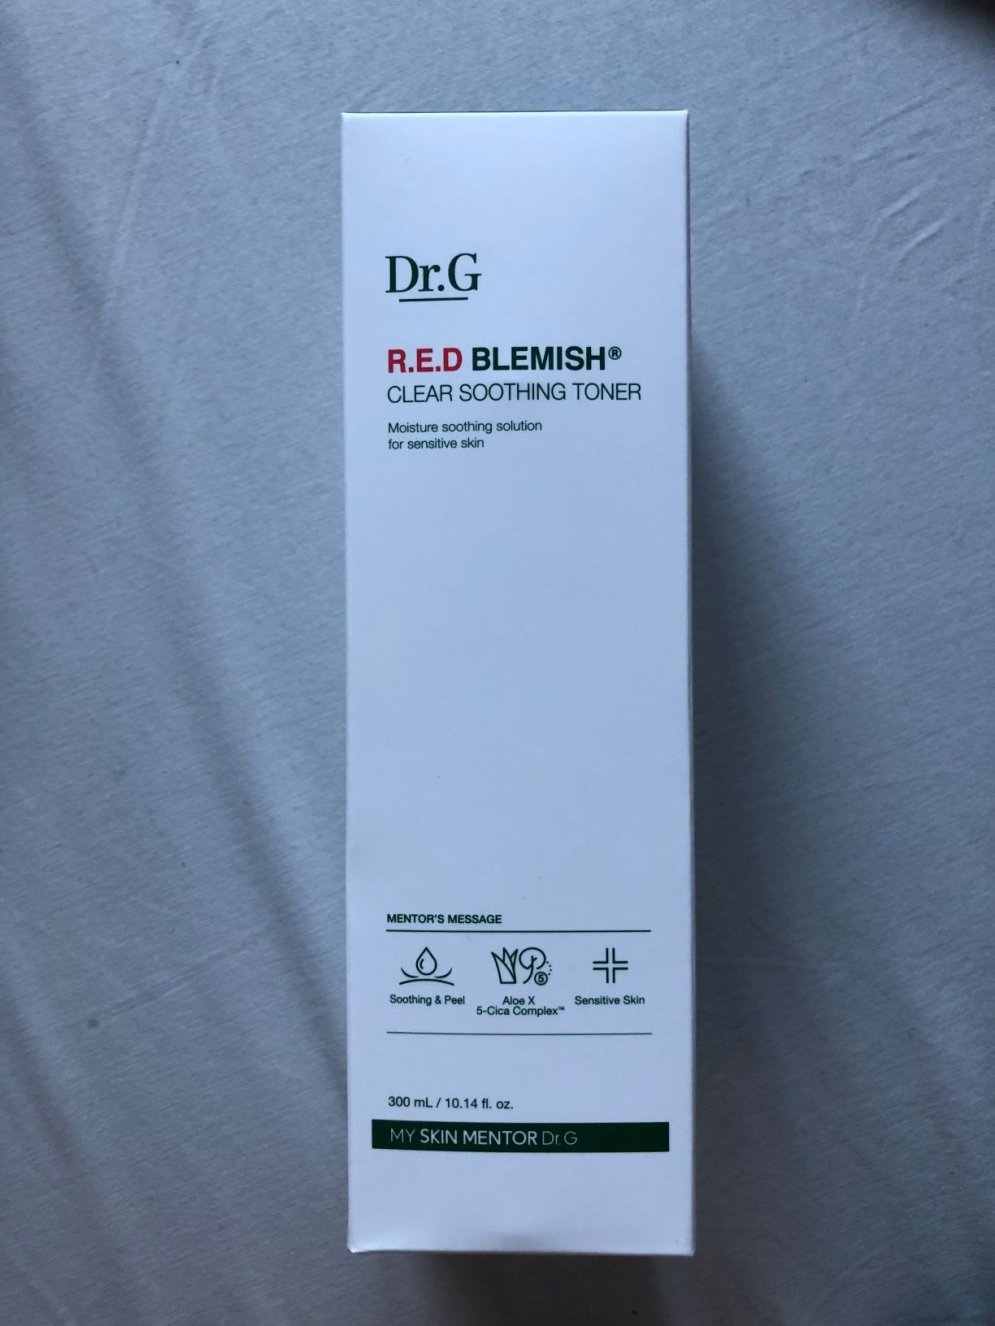 Dr.G
R.E.D BLEMISH®
CLEAR SOOTHING TONER
Moisture soothing solution
for sensitive skin
MENTOR'S MESSAGE
Soothing & Peel
Aloe X
5-Cica Complex™
Sensitive Skin
5
300 mL / 10.14 fl. oz.
MY SKIN MENTOR Dr.G